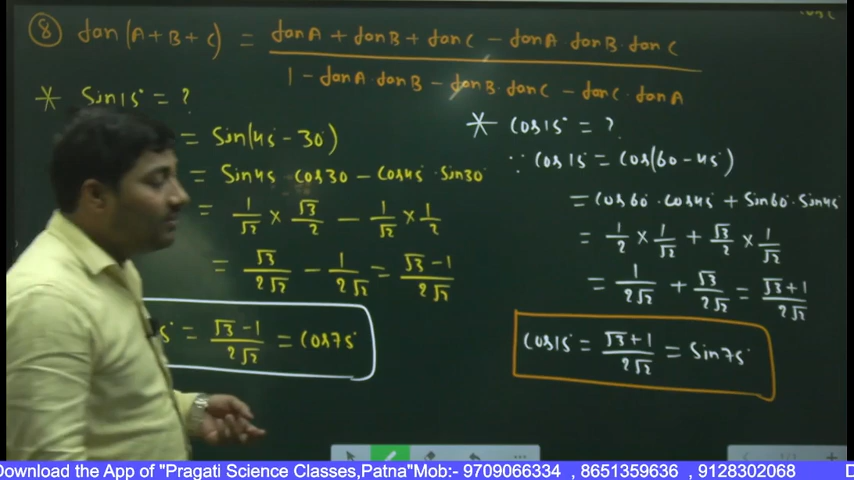 ⑧ tan(A+B+C) = (tanA + tanB + tanC − tanA·tanB·tanC) / (1 − tanA·tanB − tanB·tanC − tanC·tanA)
* Sin15° = ?
= Sin(45 − 30°)
= Sin45 cos30 − cos45 · sin30°
= 1/√2 × √3/2 − 1/√2 × 1/2
= √3/2√2 − 1/2√2 = √3−1/2√2
5° = √3−1/2√2 = Cos75°
* Cos15° = ?
∵ Cos15° = Cos(60 − 45°)
= Cos60° · cos45° + Sin60° · Sin45°
= 1/2 × 1/√2 + √3/2 × 1/√2
= 1/2√2 + √3/2√2 = √3+1/2√2
Cos15° = √3+1/2√2 = Sin75°
Download the App of "Pragati Science Classes,Patna"Mob:- 9709066334 , 8651359636 , 9128302068 D